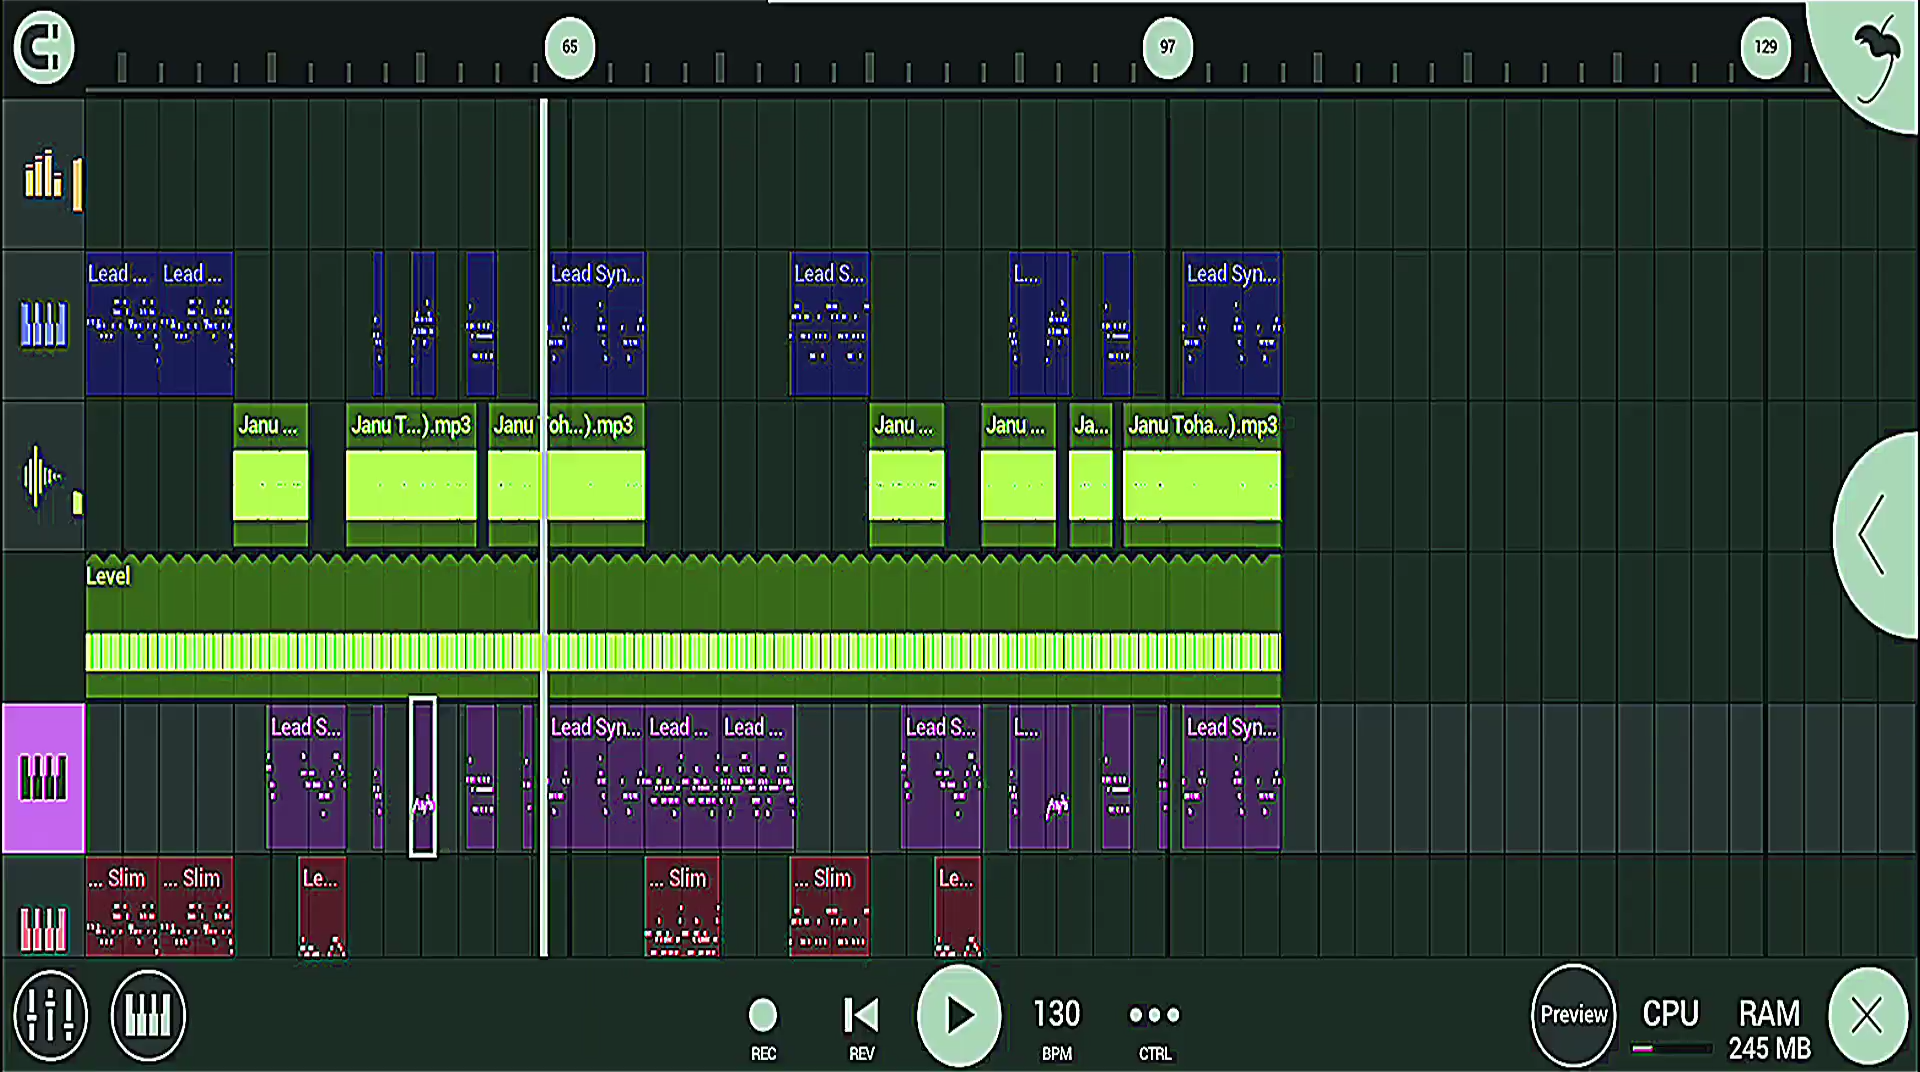 65 97 129
Lead ... Lead ... Lead Syn... Lead S... L... Lead Syn...
Janu ... Janu T...).mp3 Janu Toh...).mp3 Janu ... Janu ... Ja... Janu Toha...).mp3
Level
Lead S... Lead Syn... Lead ... Lead ... Lead S... L... Lead Syn...
... Slim ... Slim Le... ... Slim ... Slim Le...
130 Preview CPU RAM
REC REV BPM CTRL 245 MB